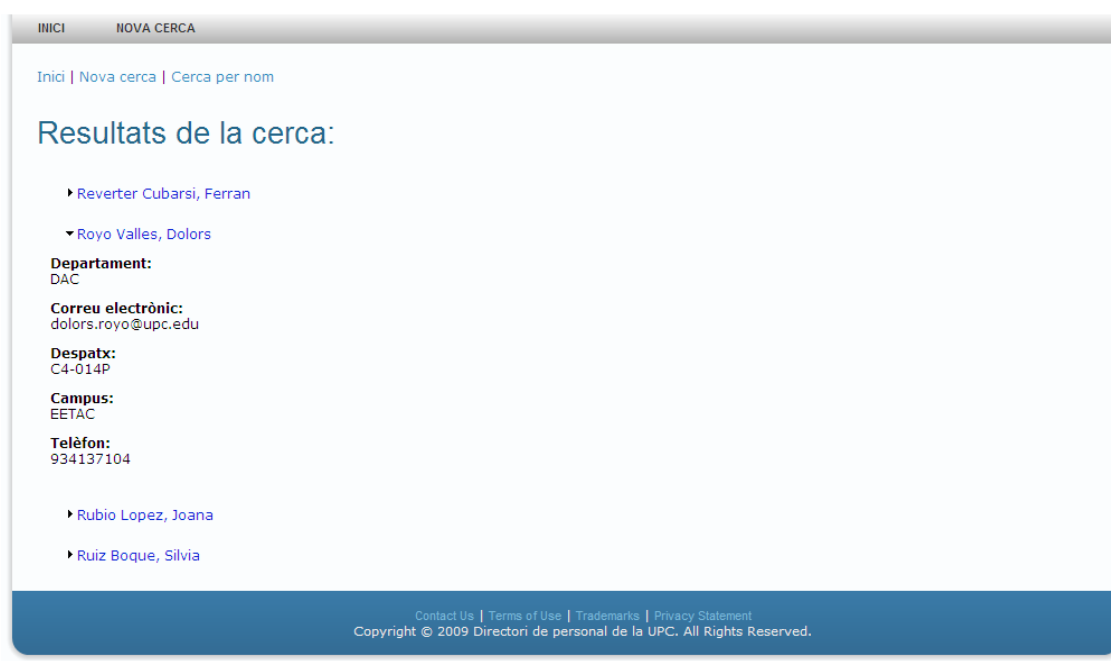 INICI NOVA CERCA
Inici | Nova cerca | Cerca per nom
Resultats de la cerca:
Reverter Cubarsi, Ferran
Royo Valles, Dolors
Departament:
DAC
Correu electrònic:
dolors.royo@upc.edu
Despatx:
C4-014P
Campus:
EETAC
Telèfon:
934137104
Rubio Lopez, Joana
Ruiz Boque, Silvia
Contact Us | Terms of Use | Trademarks | Privacy Statement
Copyright © 2009 Directori de personal de la UPC. All Rights Reserved.